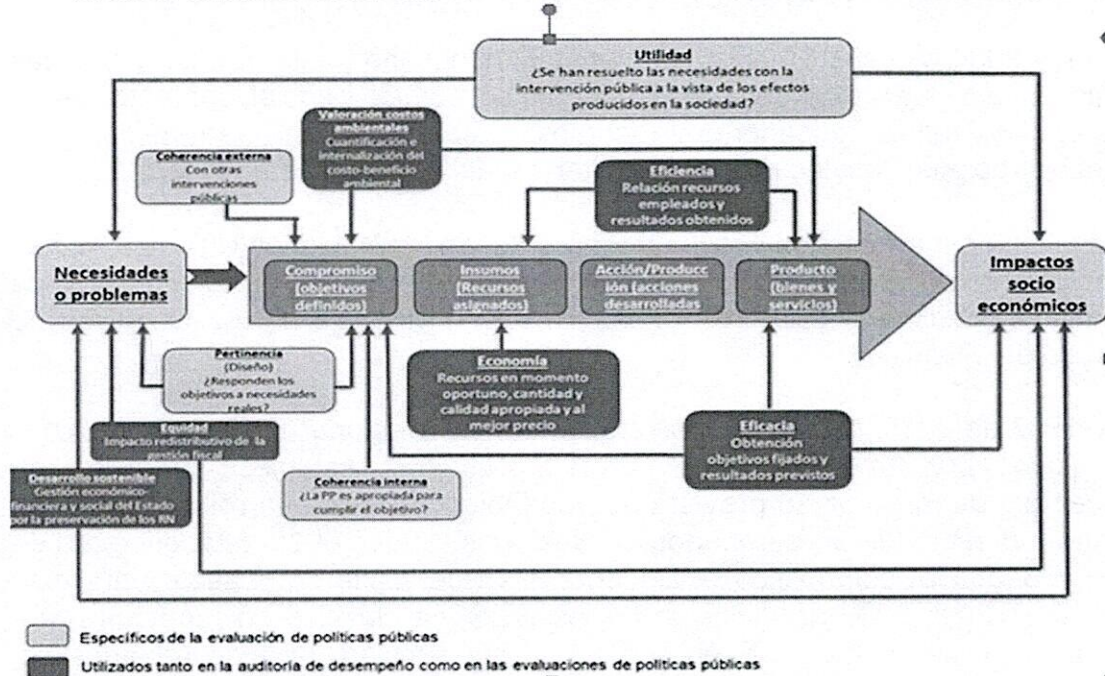 Utilidad
¿Se han resuelto las necesidades con la
intervención pública a la vista de los efectos
producidos en la sociedad?
Valoración costos
ambientales
Cuantificación e
internalización del
costo-beneficio
ambiental
Coherencia externa
Con otras
intervenciones
públicas
Eficiencia
Relación recursos
empleados y
resultados obtenidos
Necesidades
o problemas
Compromiso
(objetivos
definidos)
Insumos
(Recursos
asignados)
Acción/Producc
ión (acciones
desarrolladas
Producto
(bienes y
servicios)
Impactos
socio
económicos
Pertinencia
(Diseño)
¿Responden los
objetivos a necesidades
reales?
Economía
Recursos en momento
oportuno, cantidad y
calidad apropiada y al
mejor precio
Equidad
Impacto redistributivo de la
gestión fiscal
Eficacia
Obtención
objetivos fijados y
resultados previstos
Desarrollo sostenible
Gestión económico-
financiera y social del Estado
por la preservación de los RN
Coherencia interna
¿La PP es apropiada para
cumplir el objetivo?
Específicos de la evaluación de políticas públicas
Utilizados tanto en la auditoría de desempeño como en las evaluaciones de políticas públicas